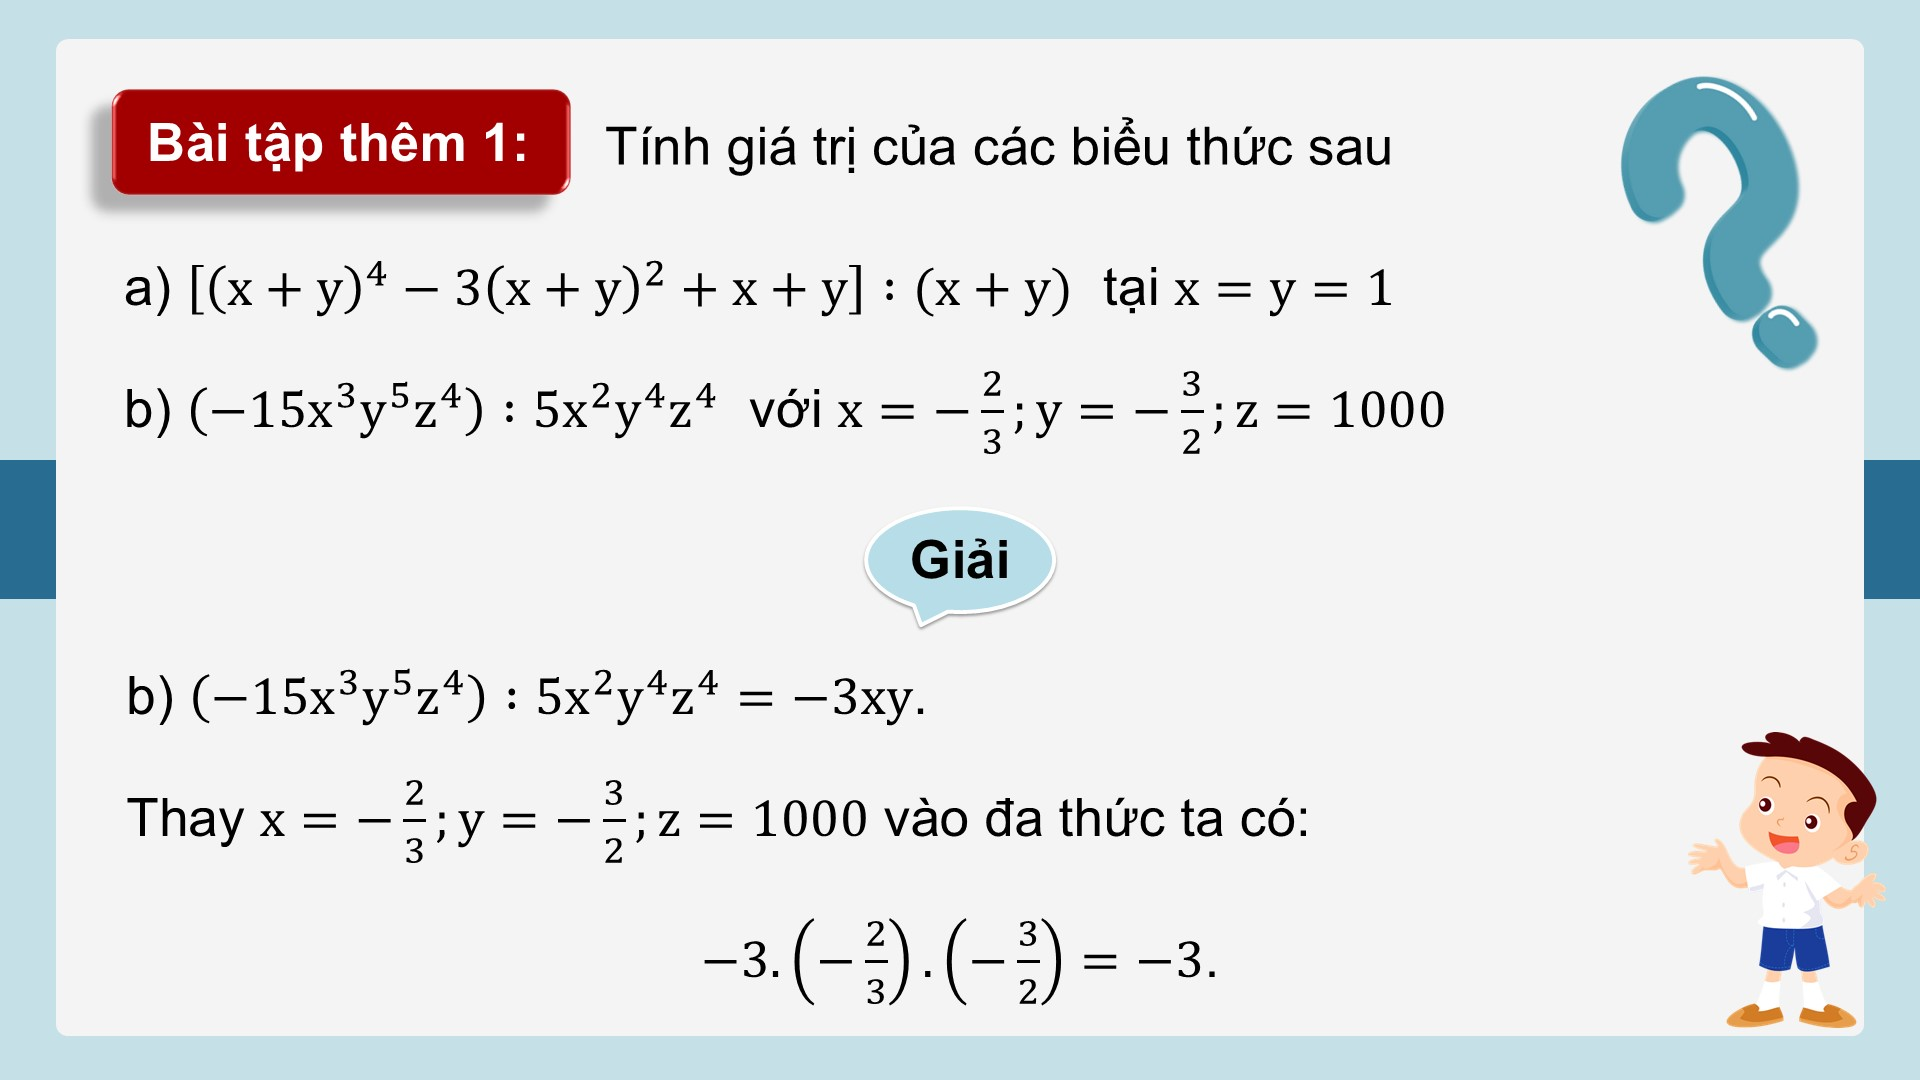 Bài tập thêm 1: Tính giá trị của các biểu thức sau
a) [(x + y)⁴ − 3(x + y)² + x + y] : (x + y) tại x = y = 1
b) (−15x³y⁵z⁴) : 5x²y⁴z⁴ với x = −2/3; y = −3/2; z = 1000
Giải
b) (−15x³y⁵z⁴) : 5x²y⁴z⁴ = −3xy.
Thay x = −2/3; y = −3/2; z = 1000 vào đa thức ta có:
−3.(−2/3).(−3/2) = −3.